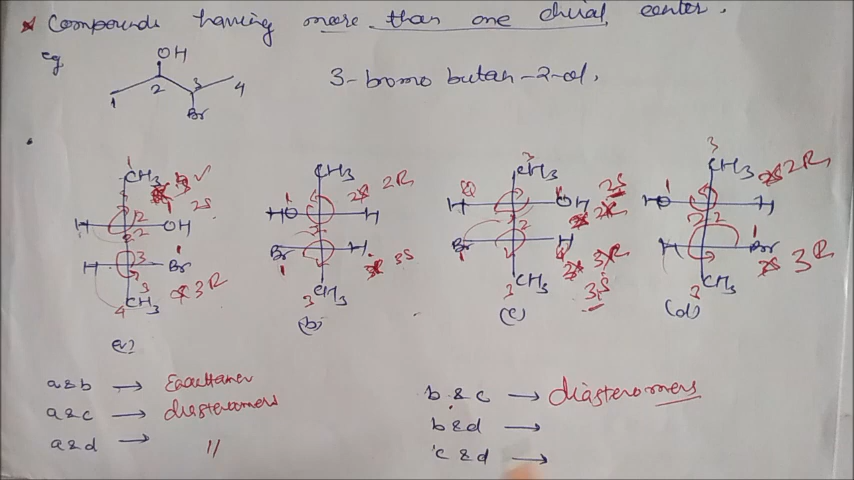 * Compounds having more than one chiral center.
eg
OH
1 2 3 4
Br
3-bromo butan-2-ol.
CH3 CH3 CH3 CH3
2S 2R 2S 2R
H OH HO H H OH HO H
H Br Br H Br H H Br
3R 3S 3R 3R
3S
CH3 CH3 CH3 CH3
(a) (b) (c) (d)
a & b → Enantiomer
a & c → diastereomers
a & d → //
b & c → diastereomers
b & d →
c & d →